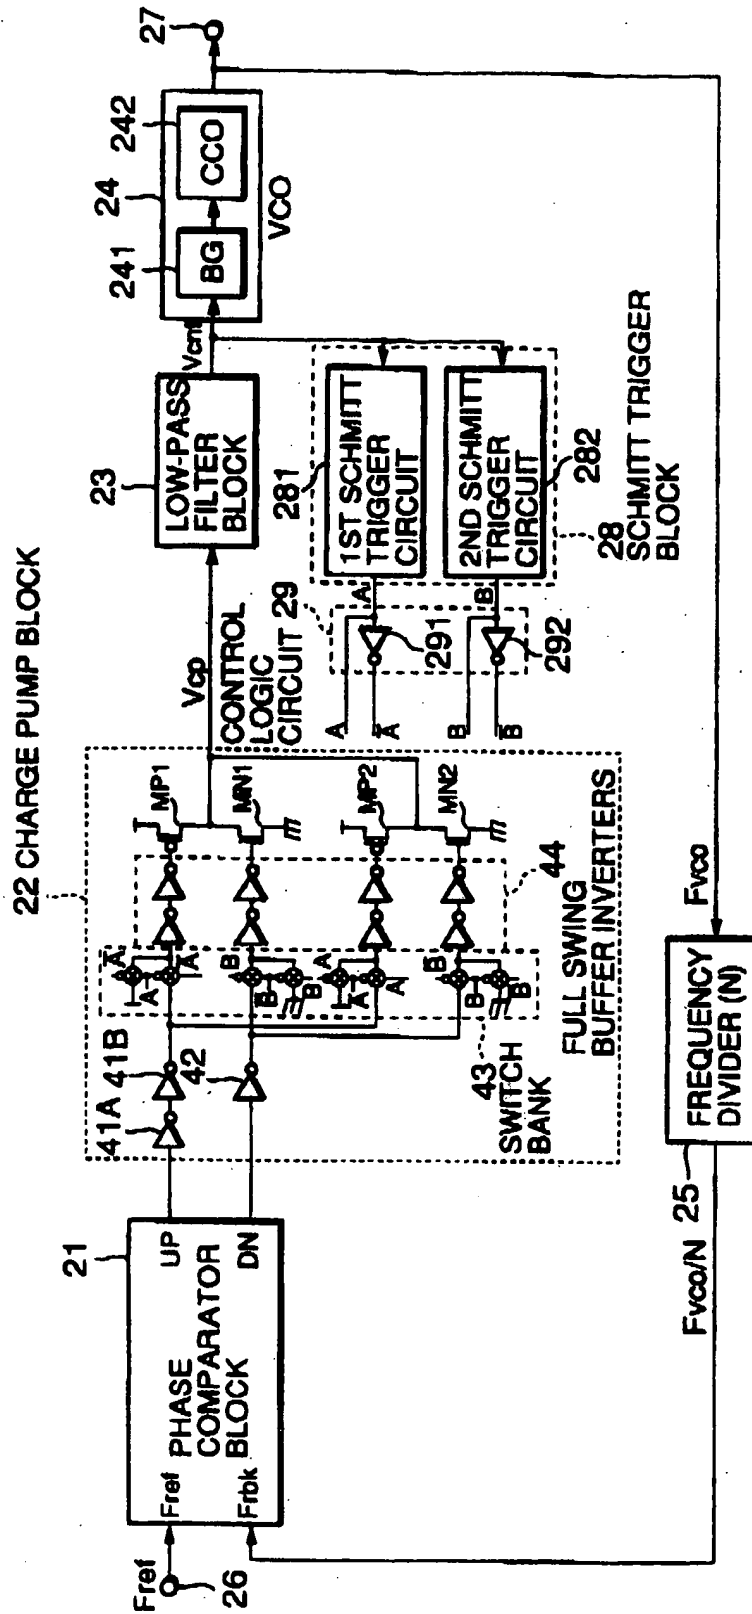 Fref
26
Fref
Frbk
PHASE
COMPARATOR
BLOCK
21
UP
DN
22 CHARGE PUMP BLOCK
41A
41B
42
43
SWITCH
BANK
A
A
A
A
B
B
B
B
A
A
A
B
B
B
44
FULL SWING
BUFFER INVERTERS
MP1
MN1
MP2
MN2
Vcp
CONTROL
LOGIC
CIRCUIT 29
A
A
B
B
291
292
A
B
23
LOW-PASS
FILTER
BLOCK
Vcnt
281
1ST SCHMITT
TRIGGER
CIRCUIT
2ND SCHMITT
TRIGGER
CIRCUIT
282
28
SCHMITT TRIGGER
BLOCK
241
BG
24
242
CCO
VCO
27
Fvco
FREQUENCY
DIVIDER (N)
25
Fvco/N